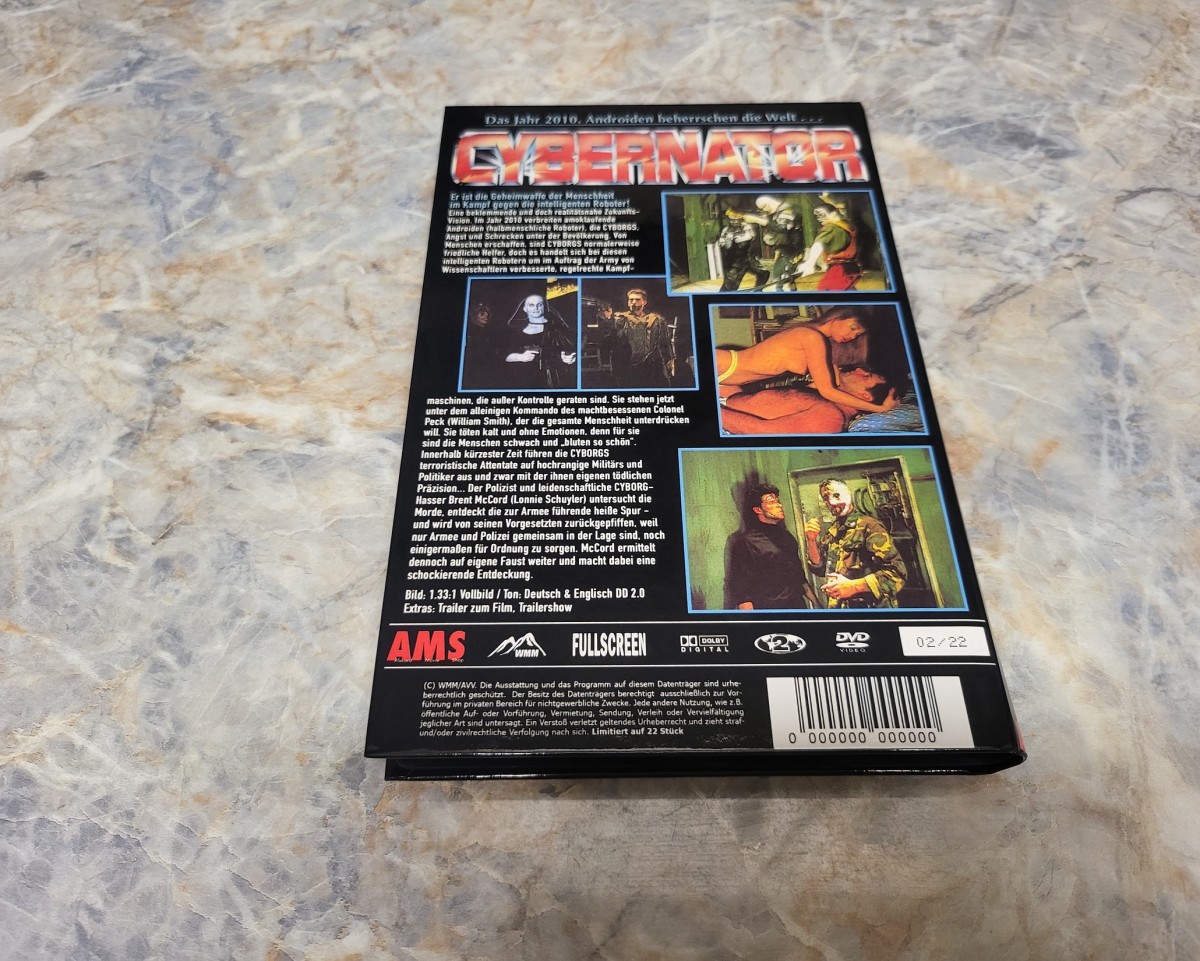 Das Jahr 2010. Androiden beherrschen die Welt . . .
CYBERNATOR
Er ist die Geheimwaffe der Menschheit
im Kampf gegen die intelligenten Roboter!
Eine beklemmende und doch realitätsnahe Zukunfts-
Vision. Im Jahr 2010 verbreiten amoklaufende
Androiden (halbmenschliche Roboter), die CYBORGS,
Angst und Schrecken unter der Bevölkerung. Von
Menschen erschaffen, sind CYBORGS normalerweise
friedliche Helfer, doch es handelt sich bei diesen
intelligenten Robotern um im Auftrag der Army von
Wissenschaftlern verbesserte, regelrechte Kampf-
maschinen, die außer Kontrolle geraten sind. Sie stehen jetzt
unter dem alleinigen Kommando des machtbesessenen Colonel
Peck (William Smith), der die gesamte Menschheit unterdrücken
will. Sie töten kalt und ohne Emotionen, denn für sie
sind die Menschen schwach und „bluten so schön".
Innerhalb kürzester Zeit führen die CYBORGS
terroristische Attentate auf hochrangige Militärs und
Politiker aus und zwar mit der ihnen eigenen tödlichen
Präzision... Der Polizist und leidenschaftliche CYBORG-
Hasser Brent McCord (Lonnie Schuyler) untersucht die
Morde, entdeckt die zur Armee führende heiße Spur -
und wird von seinen Vorgesetzten zurückgepfiffen, weil
nur Armee und Polizei gemeinsam in der Lage sind, noch
einigermaßen für Ordnung zu sorgen. McCord ermittelt
dennoch auf eigene Faust weiter und macht dabei eine
schockierende Entdeckung.
Bild: 1.33:1 Vollbild / Ton: Deutsch & Englisch DD 2.0
Extras: Trailer zum Film, Trailershow
AMS WMM FULLSCREEN DOLBY DIGITAL 2 DVD VIDEO 02/22
(C) WMM/AVV. Die Ausstattung und das Programm auf diesem Datenträger sind urhe-
berrechtlich geschützt. Der Besitz des Datenträgers berechtigt ausschließlich zur Vor-
führung im privaten Bereich für nichtgewerbliche Zwecke. Jede andere Nutzung, wie z.B.
öffentliche Auf- oder Vorführung, Vermietung, Sendung, Verleih oder Vervielfältigung
jeglicher Art sind untersagt. Ein Verstoß verletzt geltendes Urheberrecht und zieht straf-
und/oder zivilrechtliche Verfolgung nach sich. Limitiert auf 22 Stück
0 000000 000000